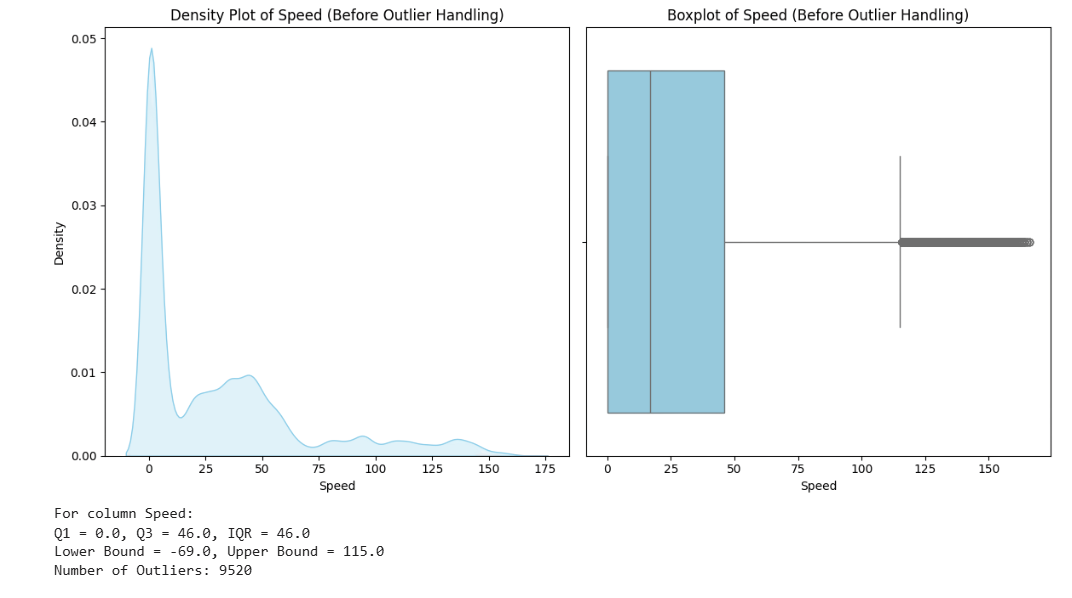 Density Plot of Speed (Before Outlier Handling)
0.05
0.04
0.03
0.02
0.01
0.00
Density
0 25 50 75 100 125 150 175
Speed
Boxplot of Speed (Before Outlier Handling)
0 25 50 75 100 125 150
Speed
For column Speed:
Q1 = 0.0, Q3 = 46.0, IQR = 46.0
Lower Bound = -69.0, Upper Bound = 115.0
Number of Outliers: 9520